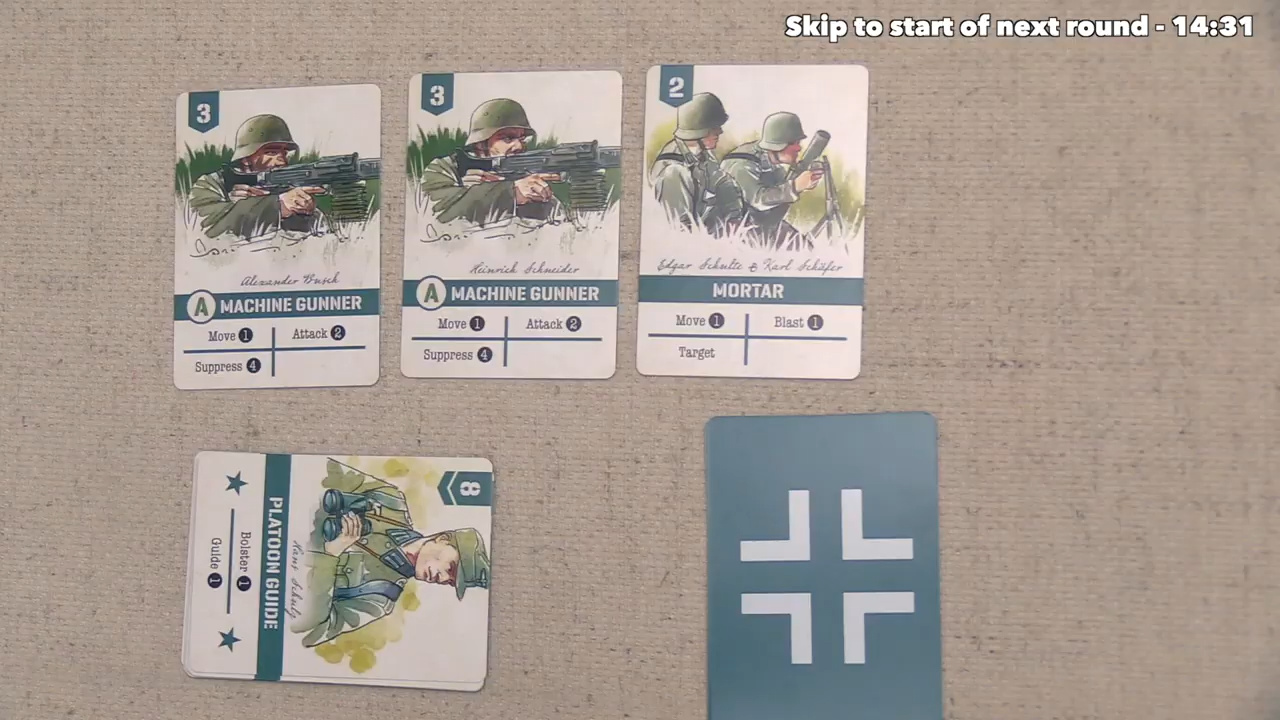 Skip to start of next round - 14:31
3
Alexander Busch
A MACHINE GUNNER
Move 1 Attack 2
Suppress 4
3
Heinrich Schneider
A MACHINE GUNNER
Move 1 Attack 2
Suppress 4
2
Edgar Schulte & Karl Schäfer
MORTAR
Move 1 Blast 1
Target
8
Hans Schulz
PLATOON GUIDE
Bolster 1
Guide 1